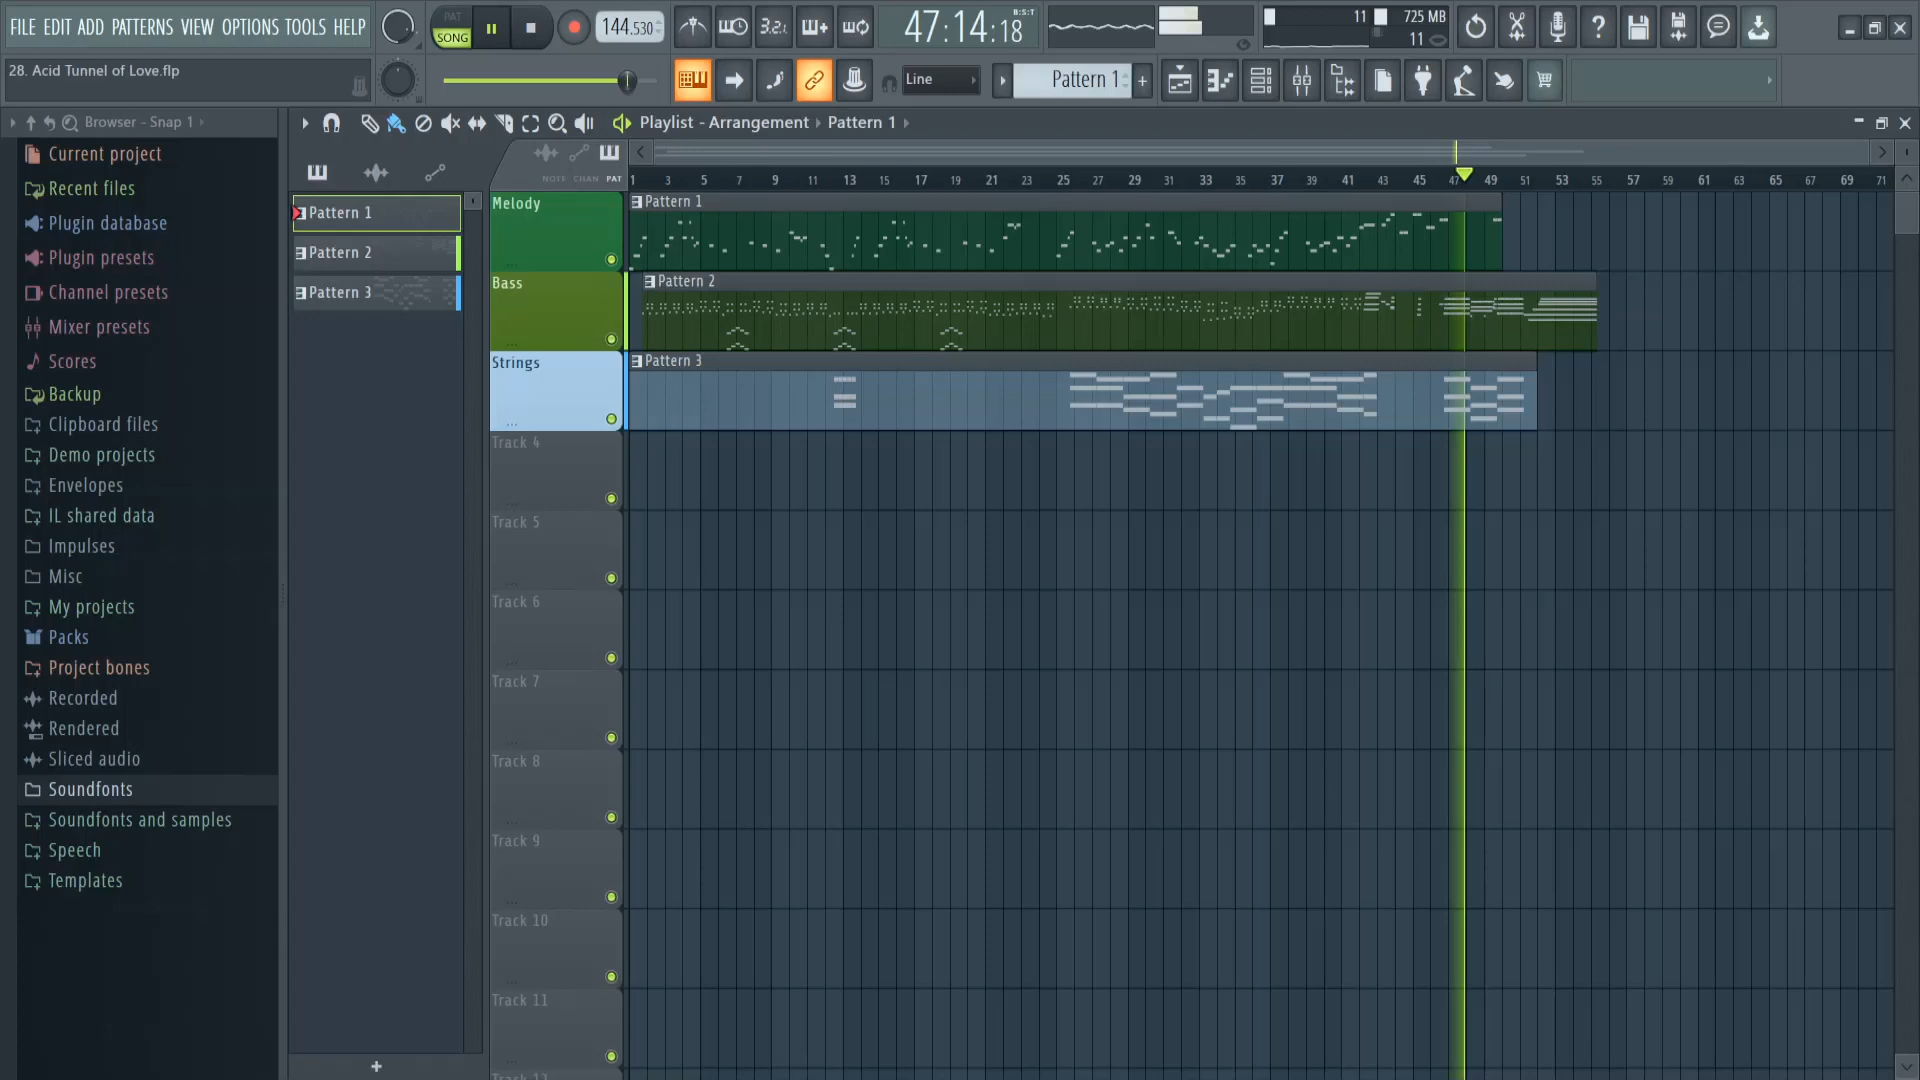 FILE EDIT ADD PATTERNS VIEW OPTIONS TOOLS HELP
PAT
SONG
144.530
3.2.
47:14:18
B:S:T
11
725 MB
11
28. Acid Tunnel of Love.flp
Line
Pattern 1
Browser - Snap 1
Playlist - Arrangement
Pattern 1
Current project
Recent files
Plugin database
Plugin presets
Channel presets
Mixer presets
Scores
Backup
Clipboard files
Demo projects
Envelopes
IL shared data
Impulses
Misc
My projects
Packs
Project bones
Recorded
Rendered
Sliced audio
Soundfonts
Soundfonts and samples
Speech
Templates
Pattern 1
Pattern 2
Pattern 3
NOTE CHAN PAT
1 3 5 7 9 11 13 15 17 19 21 23 25 27 29 31 33 35 37 39 41 43 45 47 49 51 53 55 57 59 61 63 65 67 69 71
Melody
Pattern 1
Bass
Pattern 2
Strings
Pattern 3
Track 4
Track 5
Track 6
Track 7
Track 8
Track 9
Track 10
Track 11